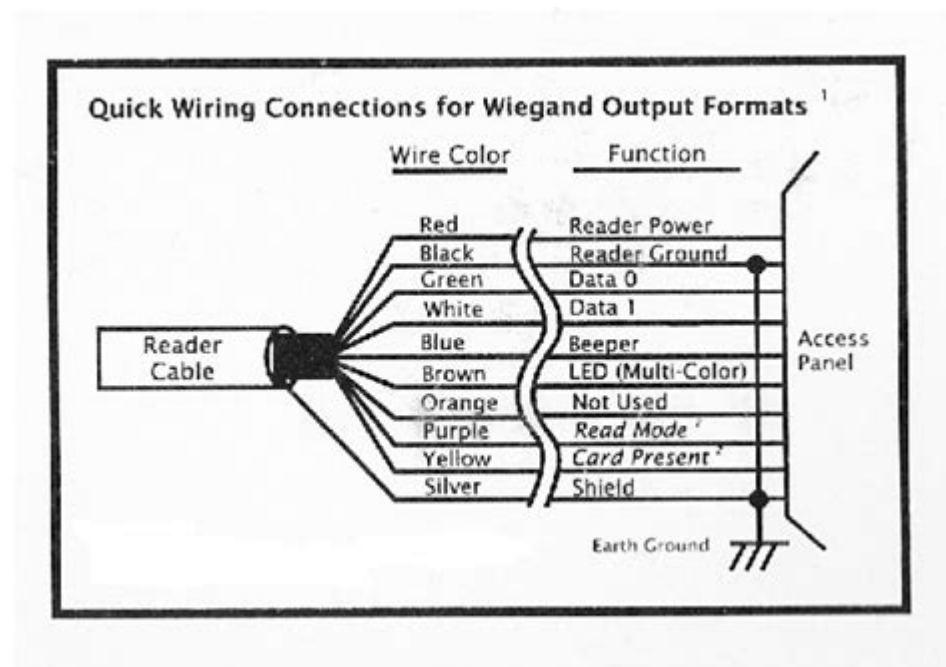 Quick Wiring Connections for Wiegand Output Formats 1
Wire Color Function
Red Reader Power
Black Reader Ground
Green Data 0
White Data 1
Blue Beeper
Brown LED (Multi-Color)
Orange Not Used
Purple Read Mode 2
Yellow Card Present 2
Silver Shield
Reader
Cable
Access
Panel
Earth Ground